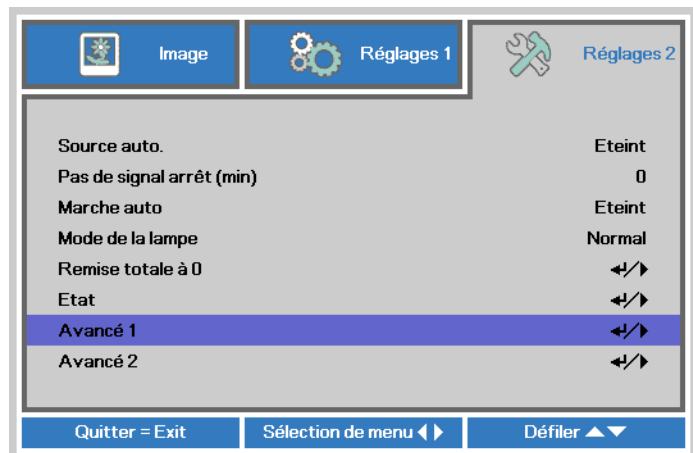 Image
Réglages 1
Réglages 2
Source auto. Eteint
Pas de signal arrêt (min) 0
Marche auto Eteint
Mode de la lampe Normal
Remise totale à 0 ↵/▶
Etat ↵/▶
Avancé 1 ↵/▶
Avancé 2 ↵/▶
Quitter = Exit
Sélection de menu ◀ ▶
Défiler ▲▼